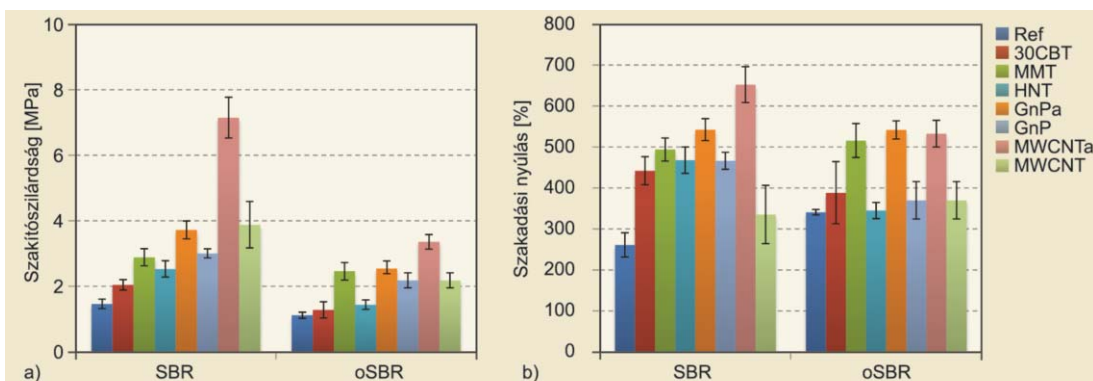 Szakítószilárdság [MPa]
10
8
6
4
2
0
a)
SBR
oSBR
Szakadási nyúlás [%]
800
700
600
500
400
300
200
100
0
b)
SBR
oSBR
Ref
30CBT
MMT
HNT
GnPa
GnP
MWCNTa
MWCNT